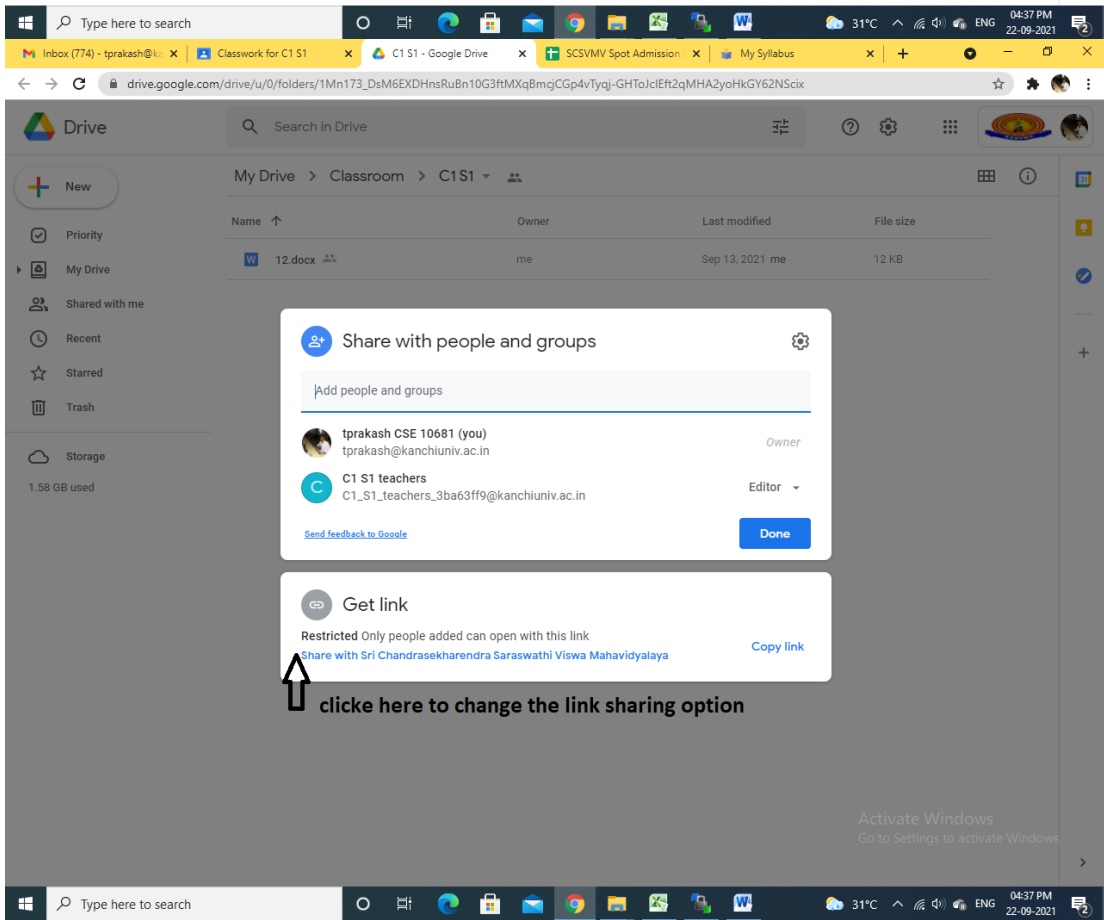 Type here to search
31°C
ENG
04:37 PM
22-09-2021
2
Inbox (774) - tprakash@ka
Classwork for C1 S1
C1 S1 - Google Drive
SCSVMV Spot Admission
My Syllabus
drive.google.com/drive/u/0/folders/1Mn173_DsM6EXDHnsRuBn10G3ftMXqBmcjCGp4vTyqj-GHToJclEft2qMHA2yoHkGY62NScix
Drive
Search in Drive
New
My Drive > Classroom > C1 S1
Name
Owner
Last modified
File size
12.docx
me
Sep 13, 2021 me
12 KB
Priority
My Drive
Shared with me
Recent
Starred
Trash
Storage
1.58 GB used
31
Share with people and groups
Add people and groups
tprakash CSE 10681 (you)
tprakash@kanchiuniv.ac.in
Owner
C
C1 S1 teachers
C1_S1_teachers_3ba63ff9@kanchiuniv.ac.in
Editor
Send feedback to Google
Done
Get link
Restricted Only people added can open with this link
Share with Sri Chandrasekharendra Saraswathi Viswa Mahavidyalaya
Copy link
clicke here to change the link sharing option
Activate Windows
Go to Settings to activate Windows.
Type here to search
31°C
ENG
04:37 PM
22-09-2021
2